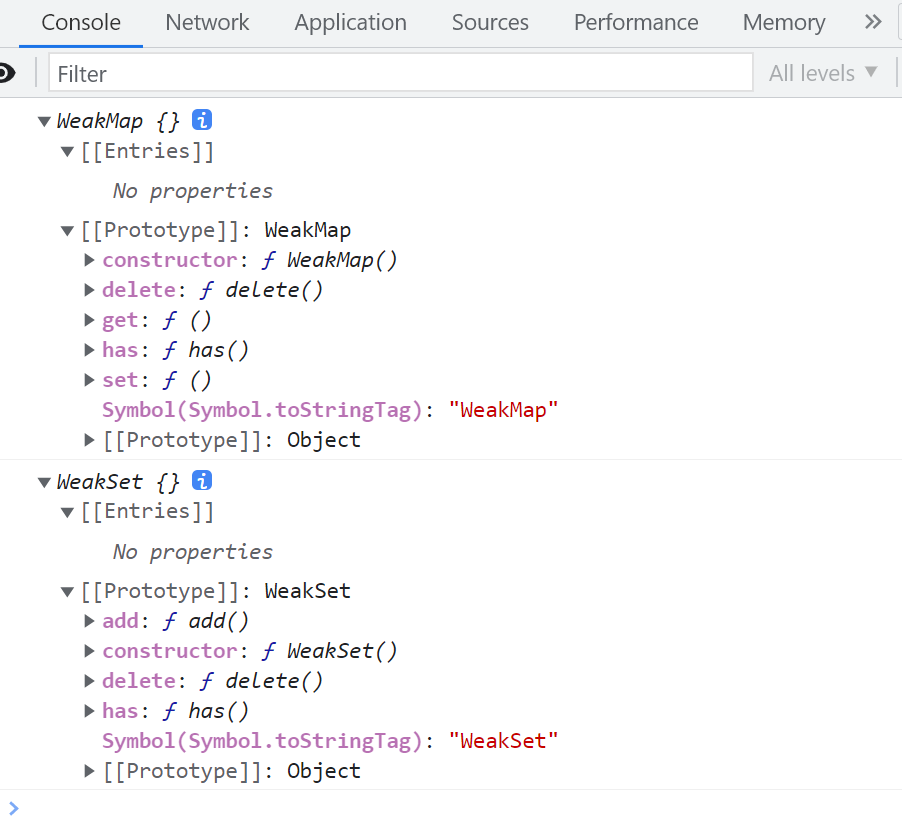 Console Network Application Sources Performance Memory
Filter All levels ▼
▼ WeakMap {} i
▼ [[Entries]]
No properties
▼ [[Prototype]]: WeakMap
▶ constructor: ƒ WeakMap()
▶ delete: ƒ delete()
▶ get: ƒ ()
▶ has: ƒ has()
▶ set: ƒ ()
Symbol(Symbol.toStringTag): "WeakMap"
▶ [[Prototype]]: Object
▼ WeakSet {} i
▼ [[Entries]]
No properties
▼ [[Prototype]]: WeakSet
▶ add: ƒ add()
▶ constructor: ƒ WeakSet()
▶ delete: ƒ delete()
▶ has: ƒ has()
Symbol(Symbol.toStringTag): "WeakSet"
▶ [[Prototype]]: Object